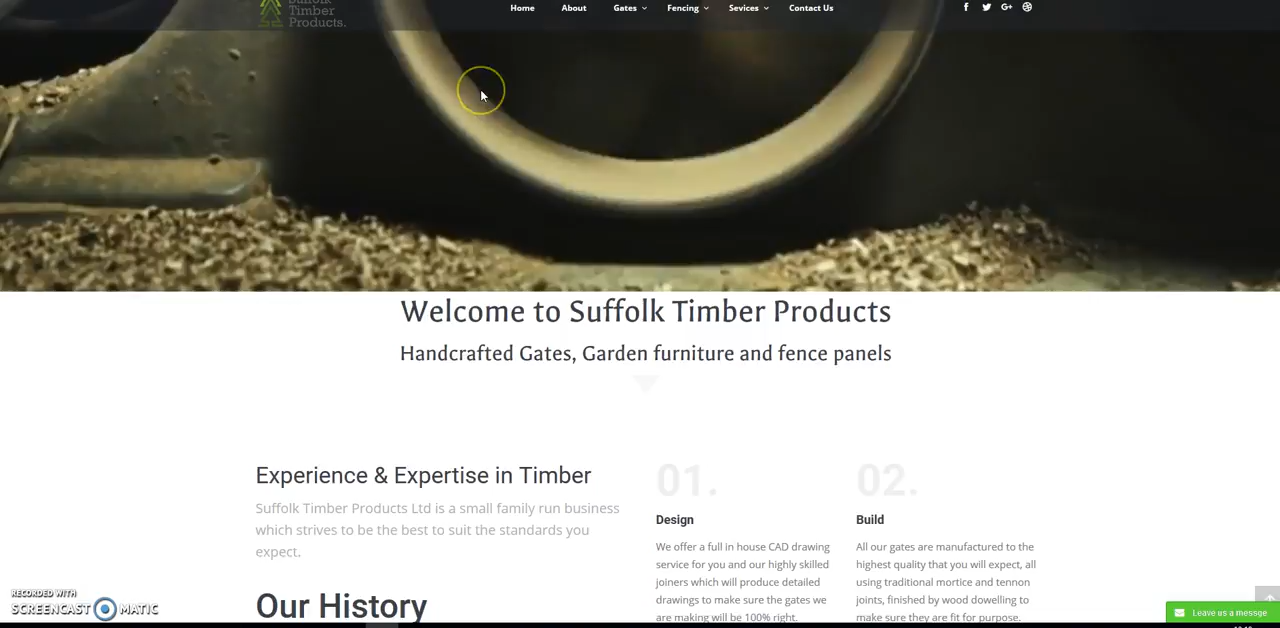 Suffolk
Timber
Products.
Home About Gates Fencing Sevices Contact Us
Welcome to Suffolk Timber Products
Handcrafted Gates, Garden furniture and fence panels
Experience & Expertise in Timber
Suffolk Timber Products Ltd is a small family run business
which strives to be the best to suit the standards you
expect.
Our History
01.
Design
We offer a full in house CAD drawing
service for you and our highly skilled
joiners which will produce detailed
drawings to make sure the gates we
are making will be 100% right.
02.
Build
All our gates are manufactured to the
highest quality that you will expect, all
using traditional mortice and tennon
joints, finished by wood dowelling to
make sure they are fit for purpose.
RECORDED WITH
SCREENCAST MATIC
Leave us a messge